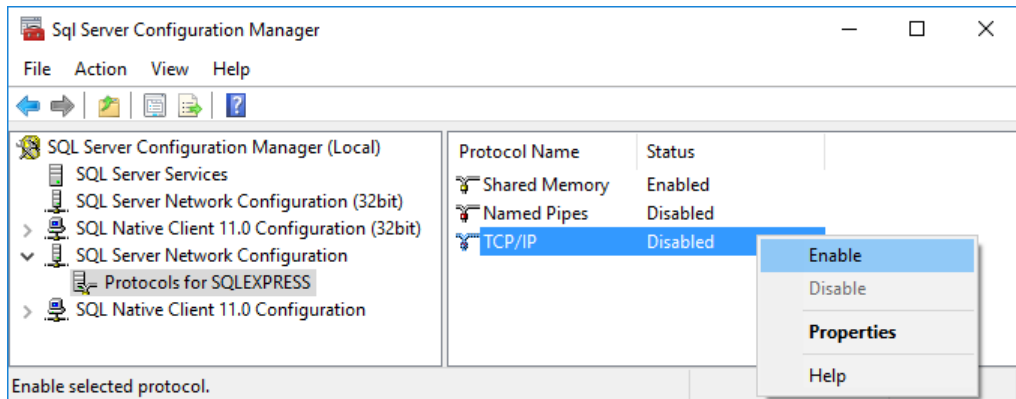 Sql Server Configuration Manager
File Action View Help
SQL Server Configuration Manager (Local)
SQL Server Services
SQL Server Network Configuration (32bit)
SQL Native Client 11.0 Configuration (32bit)
SQL Server Network Configuration
Protocols for SQLEXPRESS
SQL Native Client 11.0 Configuration
Protocol Name Status
Shared Memory Enabled
Named Pipes Disabled
TCP/IP Disabled
Enable
Disable
Properties
Help
Enable selected protocol.